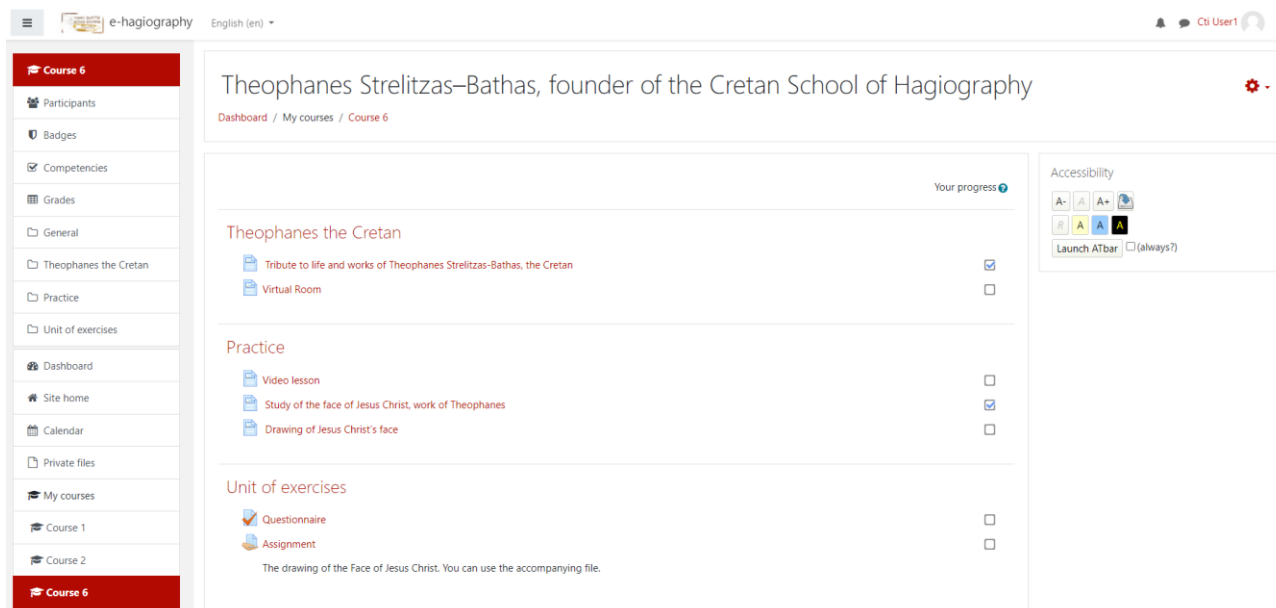 e-hagiography
English (en)
Cti User1
Course 6
Participants
Badges
Competencies
Grades
General
Theophanes the Cretan
Practice
Unit of exercises
Dashboard
Site home
Calendar
Private files
My courses
Course 1
Course 2
Course 6
Theophanes Strelitzas–Bathas, founder of the Cretan School of Hagiography
Dashboard / My courses / Course 6
Your progress
Theophanes the Cretan
Tribute to life and works of Theophanes Strelitzas-Bathas, the Cretan
Virtual Room
Practice
Video lesson
Study of the face of Jesus Christ, work of Theophanes
Drawing of Jesus Christ's face
Unit of exercises
Questionnaire
Assignment
The drawing of the Face of Jesus Christ. You can use the accompanying file.
Accessibility
A- A A+
R A A A
Launch ATbar (always?)